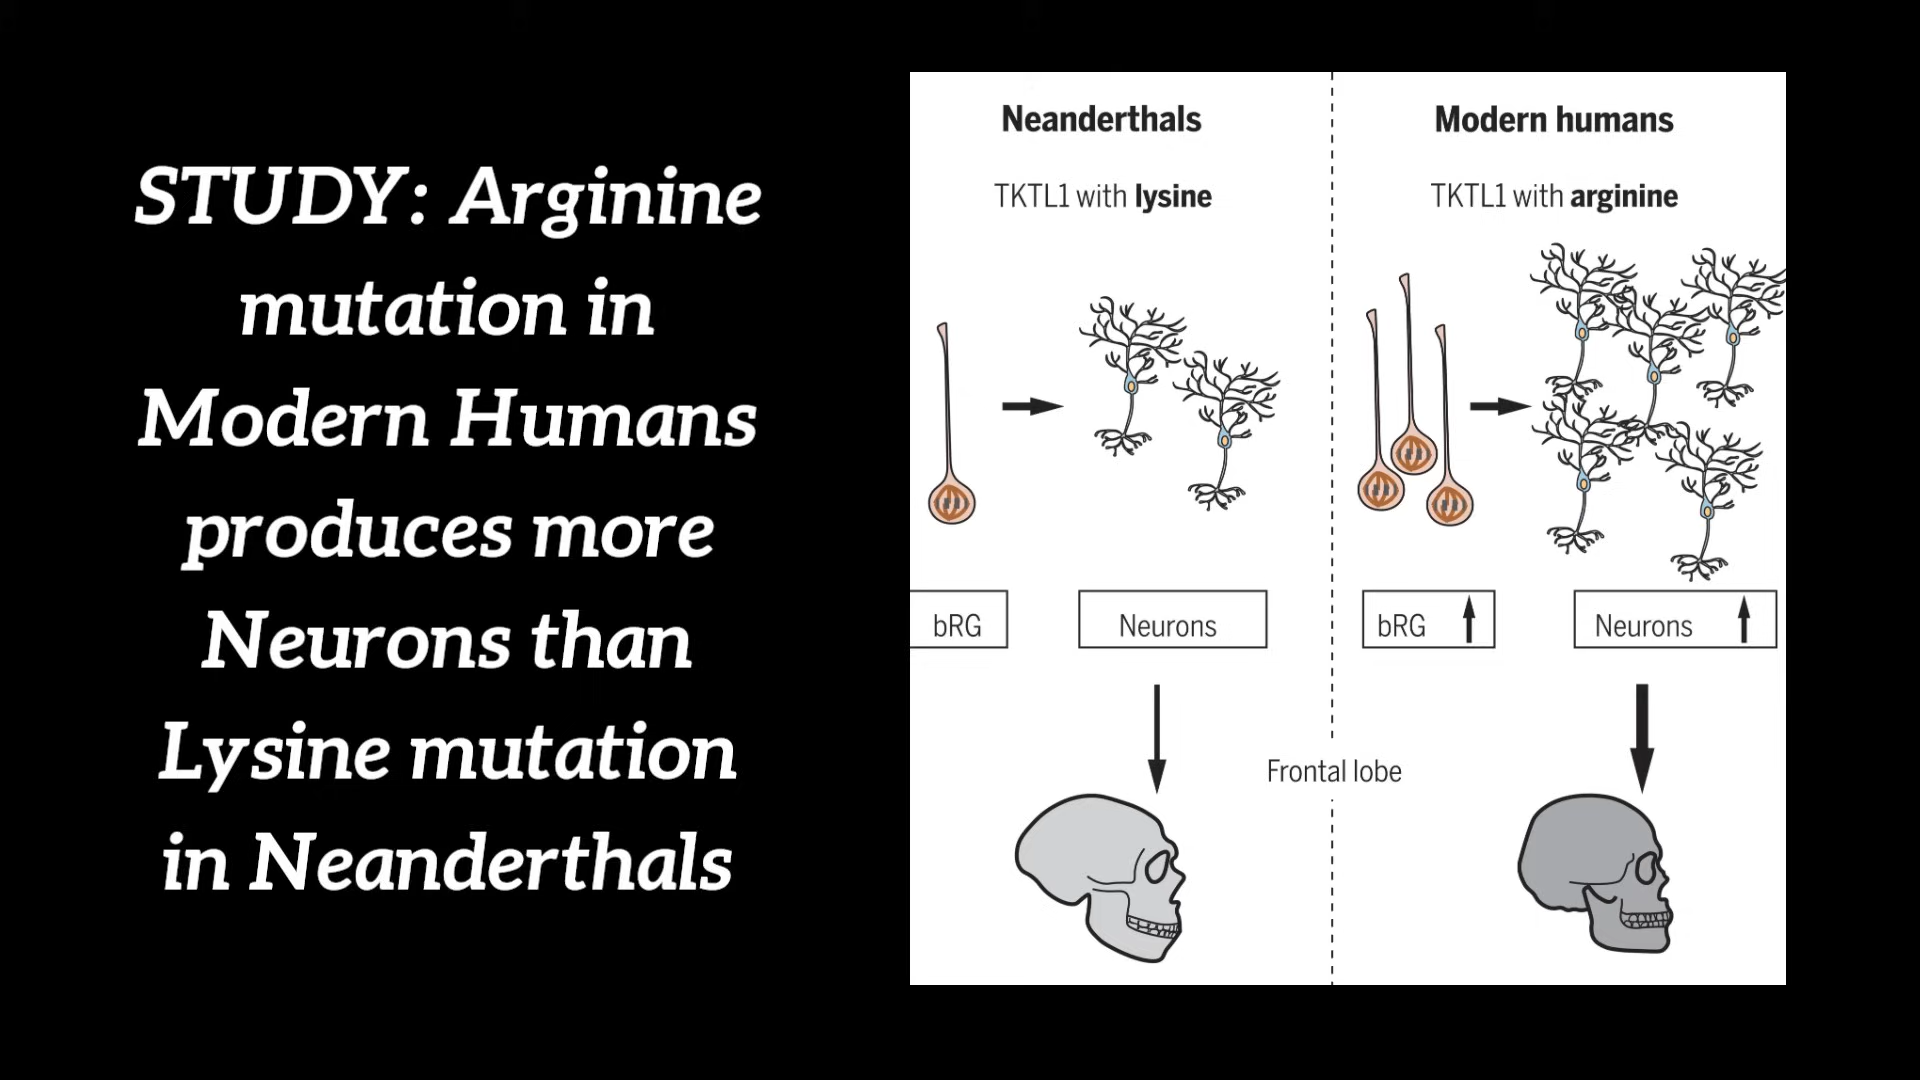 STUDY: Arginine
mutation in
Modern Humans
produces more
Neurons than
Lysine mutation
in Neanderthals
Neanderthals
TKTL1 with lysine
bRG
Neurons
Modern humans
TKTL1 with arginine
bRG
Neurons
Frontal lobe